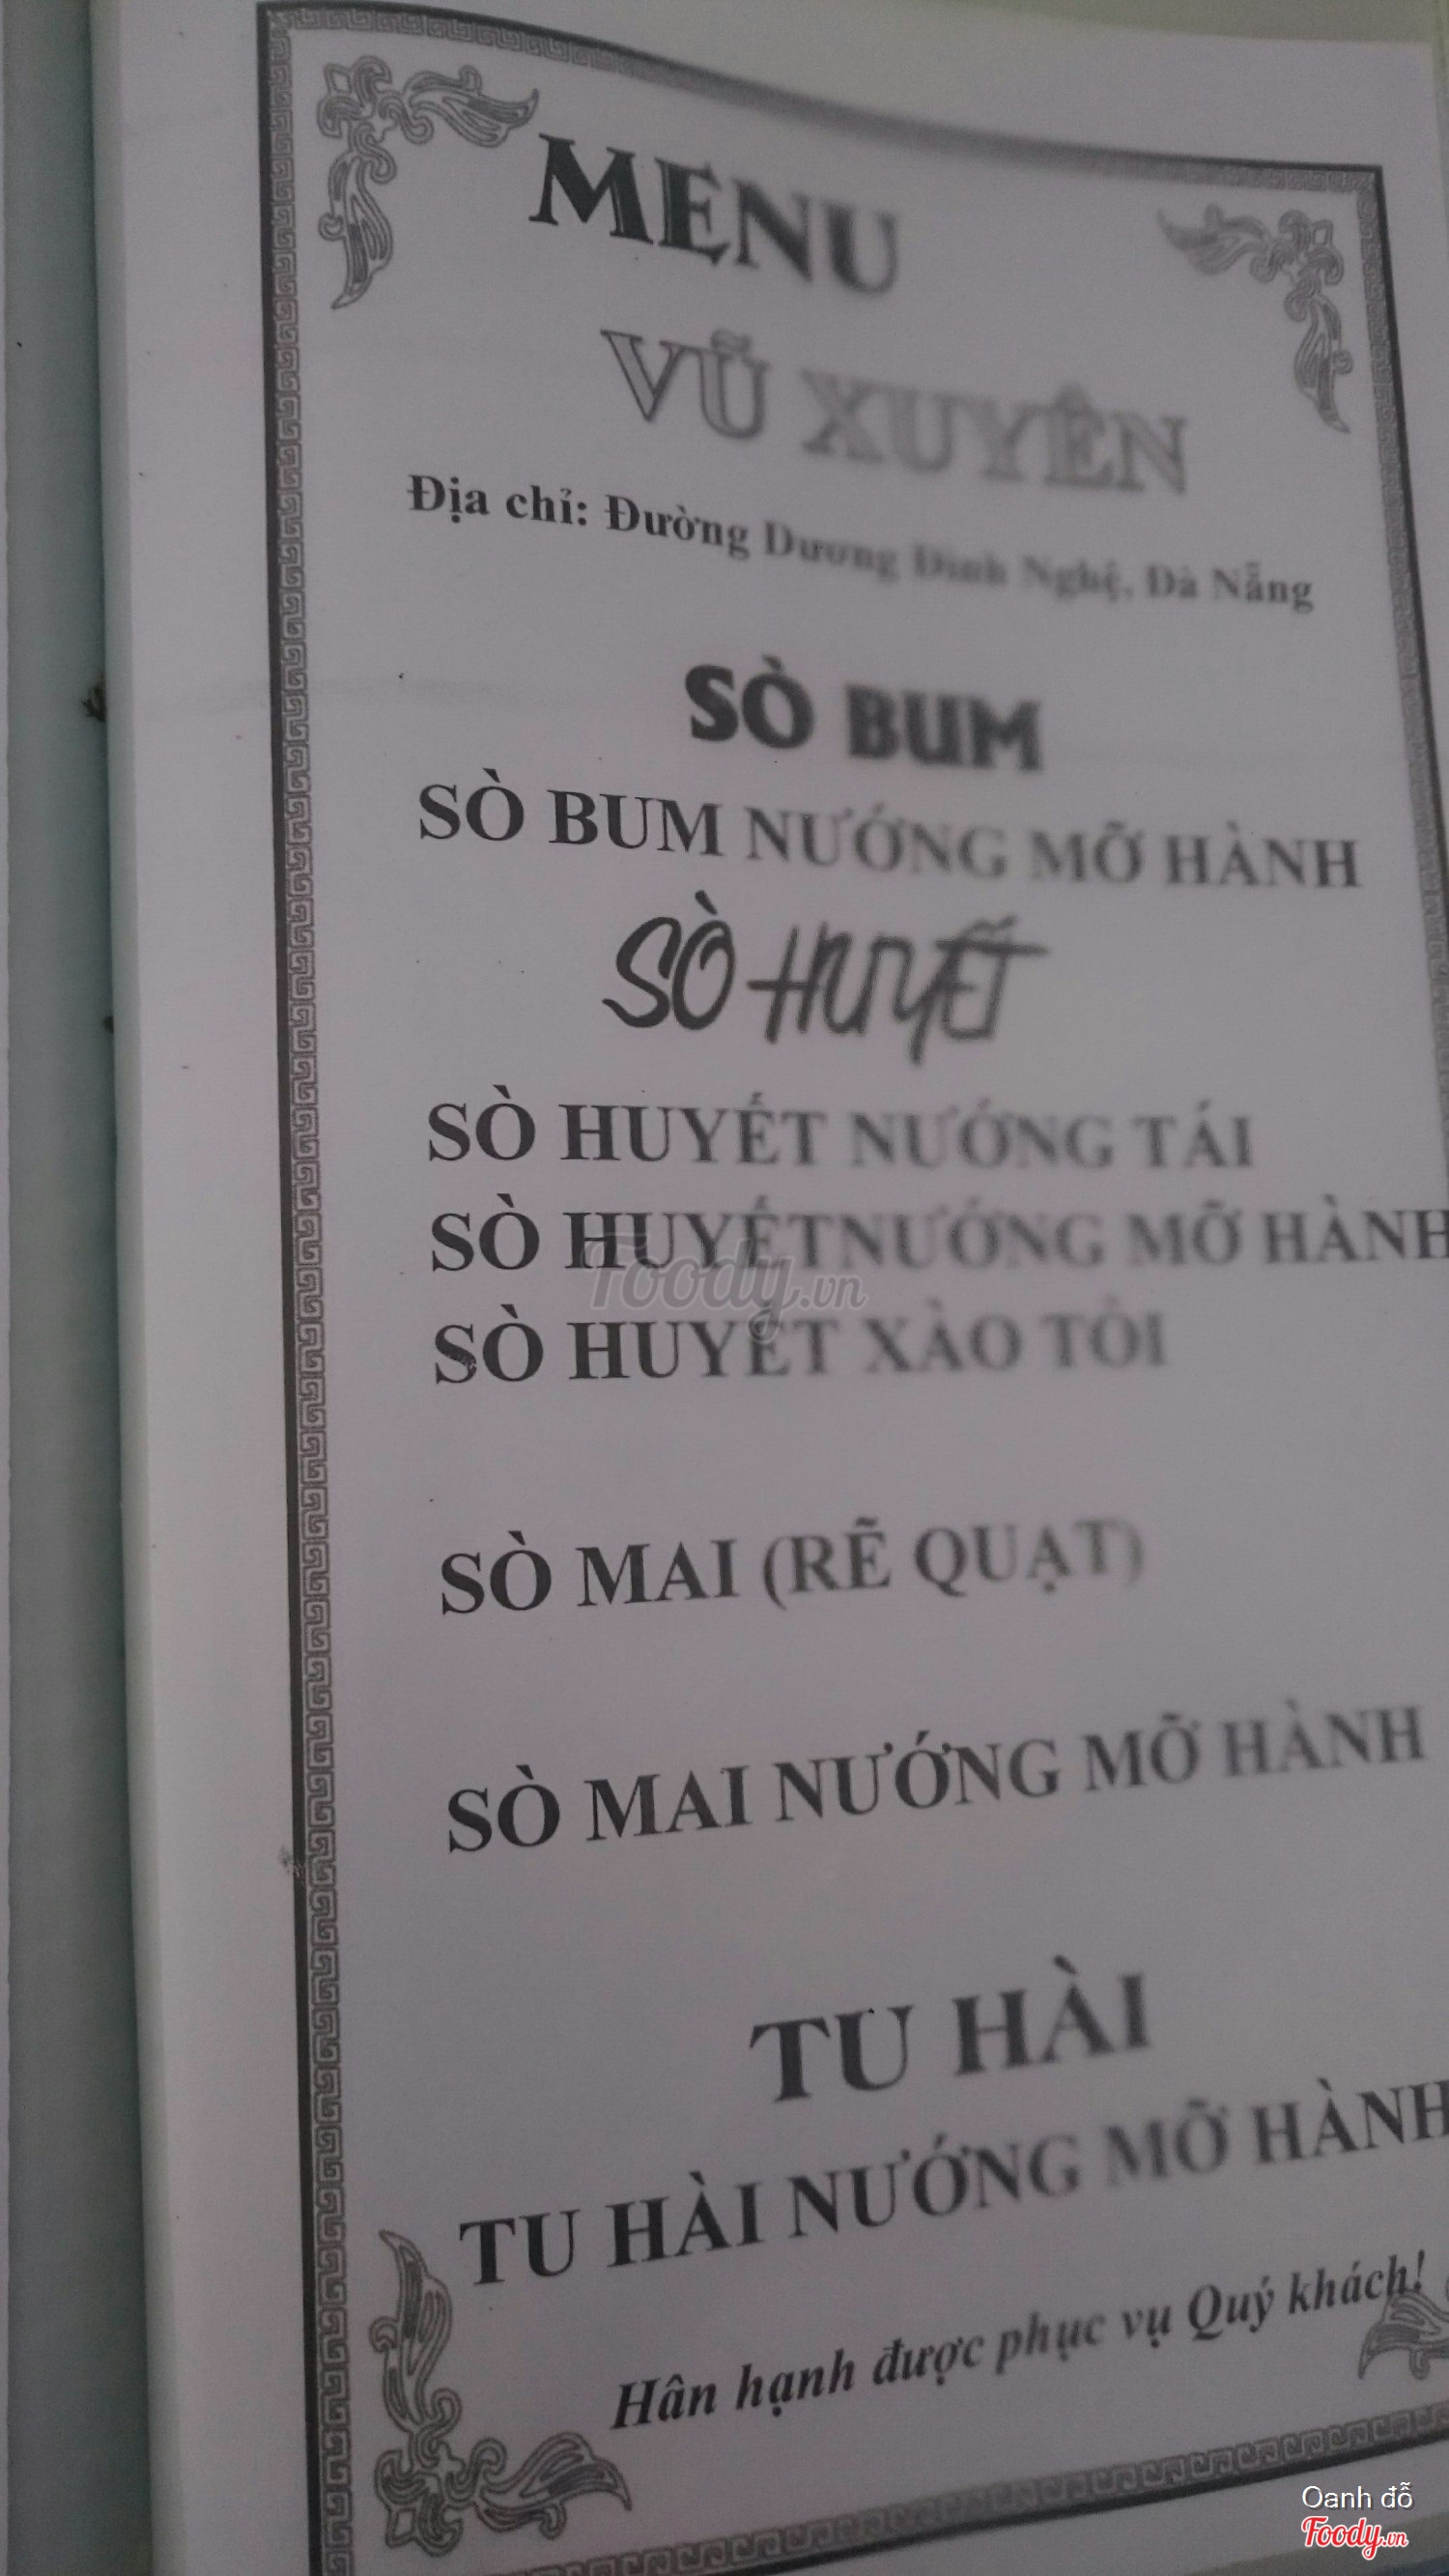 MENU
VŨ XUYÊN
Địa chỉ: Đường Dương Đình Nghệ, Đà Nẵng
SÒ BUM
SÒ BUM NƯỚNG MỠ HÀNH
SÒ HUYẾT
SÒ HUYẾT NƯỚNG TÁI
SÒ HUYẾTNƯỚNG MỠ HÀNH
Foody.vn
SÒ HUYẾT XÀO TỎI
SÒ MAI (RẼ QUẠT)
SÒ MAI NƯỚNG MỠ HÀNH
TU HÀI
TU HÀI NƯỚNG MỠ HÀNH
Hân hạnh được phục vụ Quý khách!
Oanh đỗ
Foody.vn